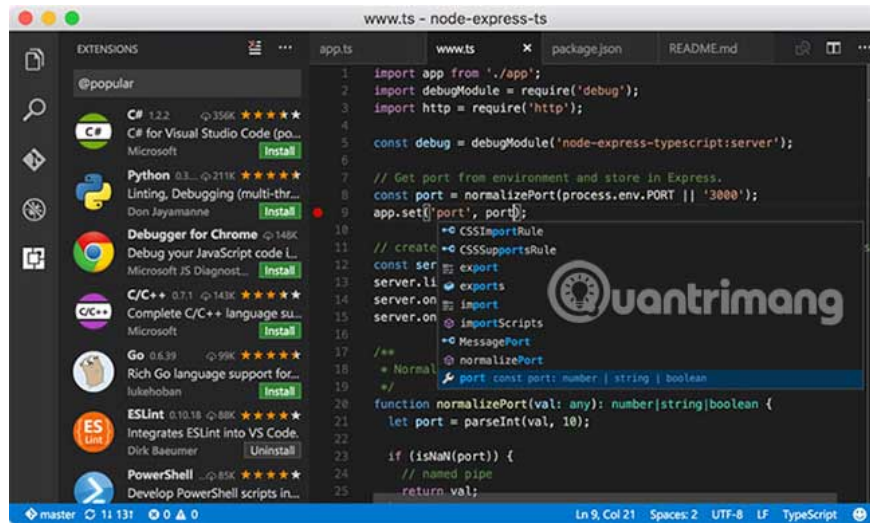 www.ts - node-express-ts
EXTENSIONS
@popular
C# 1.2.2 356K
C# for Visual Studio Code (po...
Microsoft Install
Python 0.3... 211K
Linting, Debugging (multi-thr...
Don Jayamanne Install
Debugger for Chrome 148K
Debug your JavaScript code i...
Microsoft JS Diagnost... Install
C/C++ 0.7.1 143K
Complete C/C++ language su...
Microsoft Install
Go 0.6.39 99K
Rich Go language support for...
lukehoban Install
ESLint 0.10.18 88K
Integrates ESLint into VS Code.
Dirk Baeumer Uninstall
PowerShell ... 85K
Develop PowerShell scripts in...
C#
C/C++
ES
Lint
app.ts www.ts package.json README.md
1 import app from './app';
2 import debugModule = require('debug');
3 import http = require('http');
4
5 const debug = debugModule('node-express-typescript:server');
6
7 // Get port from environment and store in Express.
8 const port = normalizePort(process.env.PORT || '3000');
9 app.set('port', port);
10
11 // create
12 const ser
13 server.li
14 server.on
15 server.on
16
17 /**
18 * Normal
19 */
20 function normalizePort(val: any): number|string|boolean {
21 let port = parseInt(val, 10);
22
23 if (isNaN(port)) {
24 // named pipe
25 return val;
CSSImportRule
CSSSupportsRule
export
exports
import
importScripts
MessagePort
normalizePort
port const port: number | string | boolean
Quantrimang
master 1↓ 13↑ 0 0 Ln 9, Col 21 Spaces: 2 UTF-8 LF TypeScript